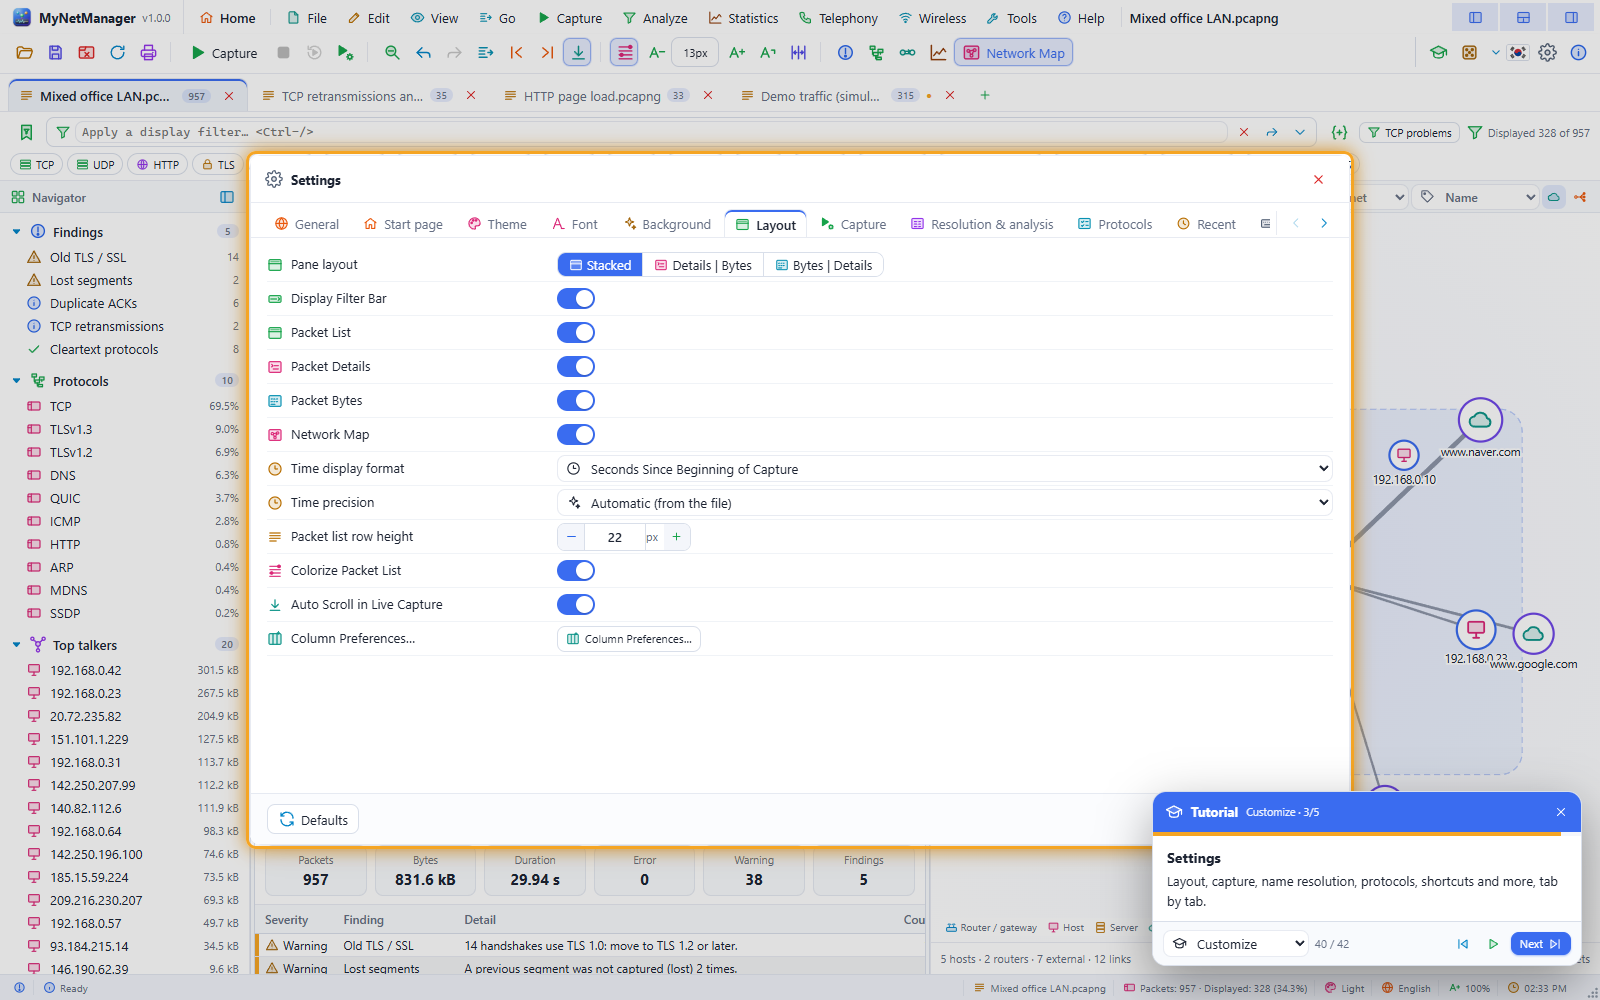 MyNetManager v1.0.0 Home File Edit View Go Capture Analyze Statistics Telephony Wireless Tools Help Mixed office LAN.pcapng
Capture A− 13px A+ Network Map
Mixed office LAN.pc... 957 TCP retransmissions an... 35 HTTP page load.pcapng 33 Demo traffic (simul... 315
Apply a display filter… <Ctrl-/> TCP problems Displayed 328 of 957
TCP UDP HTTP TLS
Navigator
Findings 5
Old TLS / SSL 14
Lost segments 2
Duplicate ACKs 6
TCP retransmissions 2
Cleartext protocols 8
Protocols 10
TCP 69.5%
TLSv1.3 9.0%
TLSv1.2 6.9%
DNS 6.3%
QUIC 3.7%
ICMP 2.8%
HTTP 0.8%
ARP 0.4%
MDNS 0.4%
SSDP 0.2%
Top talkers 20
192.168.0.42 301.5 kB
192.168.0.23 267.5 kB
20.72.235.82 204.9 kB
151.101.1.229 127.5 kB
192.168.0.31 113.7 kB
142.250.207.99 112.2 kB
140.82.112.6 111.9 kB
192.168.0.64 98.3 kB
142.250.196.100 74.6 kB
185.15.59.224 73.5 kB
209.216.230.207 69.3 kB
192.168.0.57 49.7 kB
93.184.215.14 34.5 kB
146.190.62.39 9.6 kB
Settings
General Start page Theme Font Background Layout Capture Resolution & analysis Protocols Recent
Pane layout Stacked Details | Bytes Bytes | Details
Display Filter Bar
Packet List
Packet Details
Packet Bytes
Network Map
Time display format Seconds Since Beginning of Capture
Time precision Automatic (from the file)
Packet list row height − 22 px +
Colorize Packet List
Auto Scroll in Live Capture
Column Preferences... Column Preferences...
Defaults
net Name
www.naver.com
192.168.0.10
192.168.0.23
www.google.com
Packets Bytes Duration Error Warning Findings
957 831.6 kB 29.94 s 0 38 5
Severity Finding Detail Cou
Warning Old TLS / SSL 14 handshakes use TLS 1.0: move to TLS 1.2 or later.
Warning Lost segments A previous segment was not captured (lost) 2 times.
Router / gateway Host Server
5 hosts · 2 routers · 7 external · 12 links
Tutorial Customize · 3/5
Settings
Layout, capture, name resolution, protocols, shortcuts and more, tab
by tab.
Customize 40 / 42 Next
ets
Ready Mixed office LAN.pcapng Packets: 957 · Displayed: 328 (34.3%) Light English 100% 02:33 PM